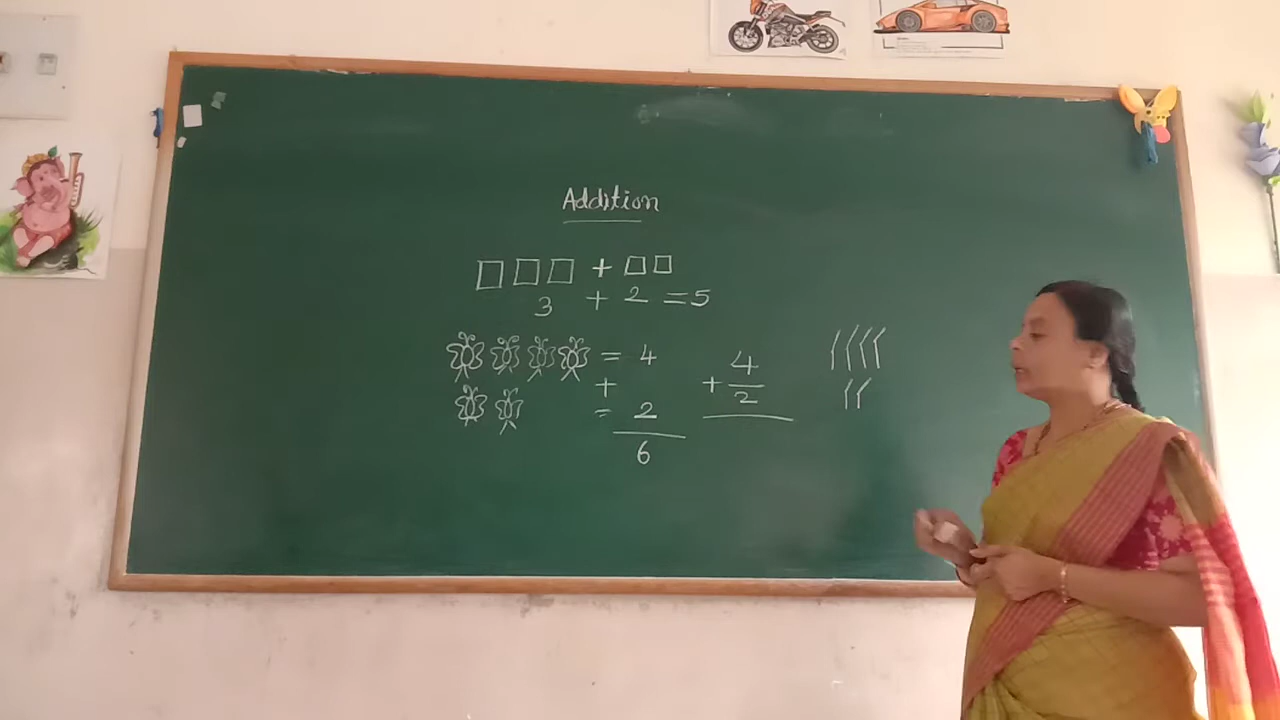 Addition
□ □ □ + □ □
3 + 2 = 5
= 4
+
= 2
6
4
+ 2